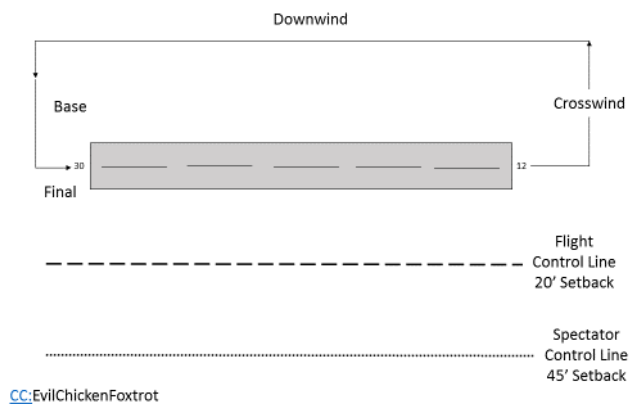 Downwind
Base
Crosswind
30
12
Final
Flight
Control Line
20' Setback
Spectator
Control Line
45' Setback
CC:EvilChickenFoxtrot